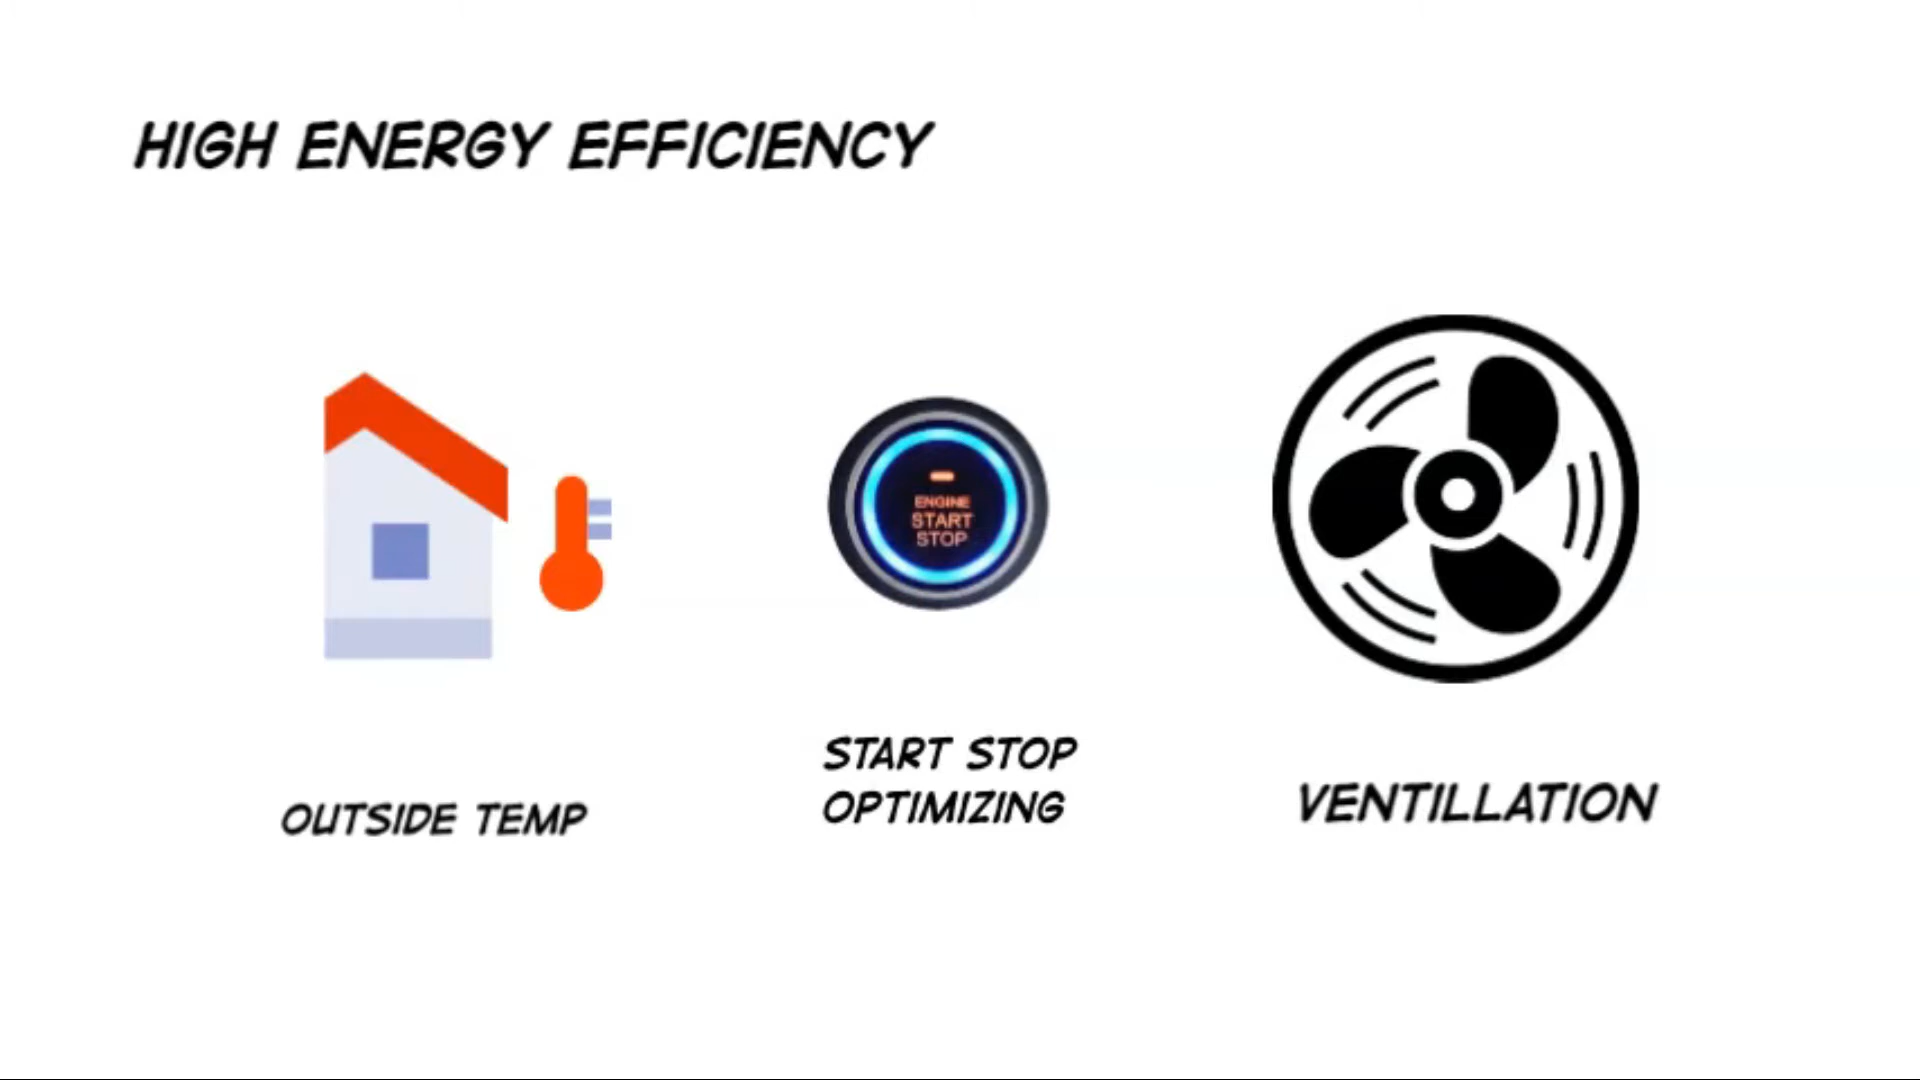 HIGH ENERGY EFFICIENCY
ENGINE
START
STOP
OUTSIDE TEMP
START STOP
OPTIMIZING
VENTILLATION